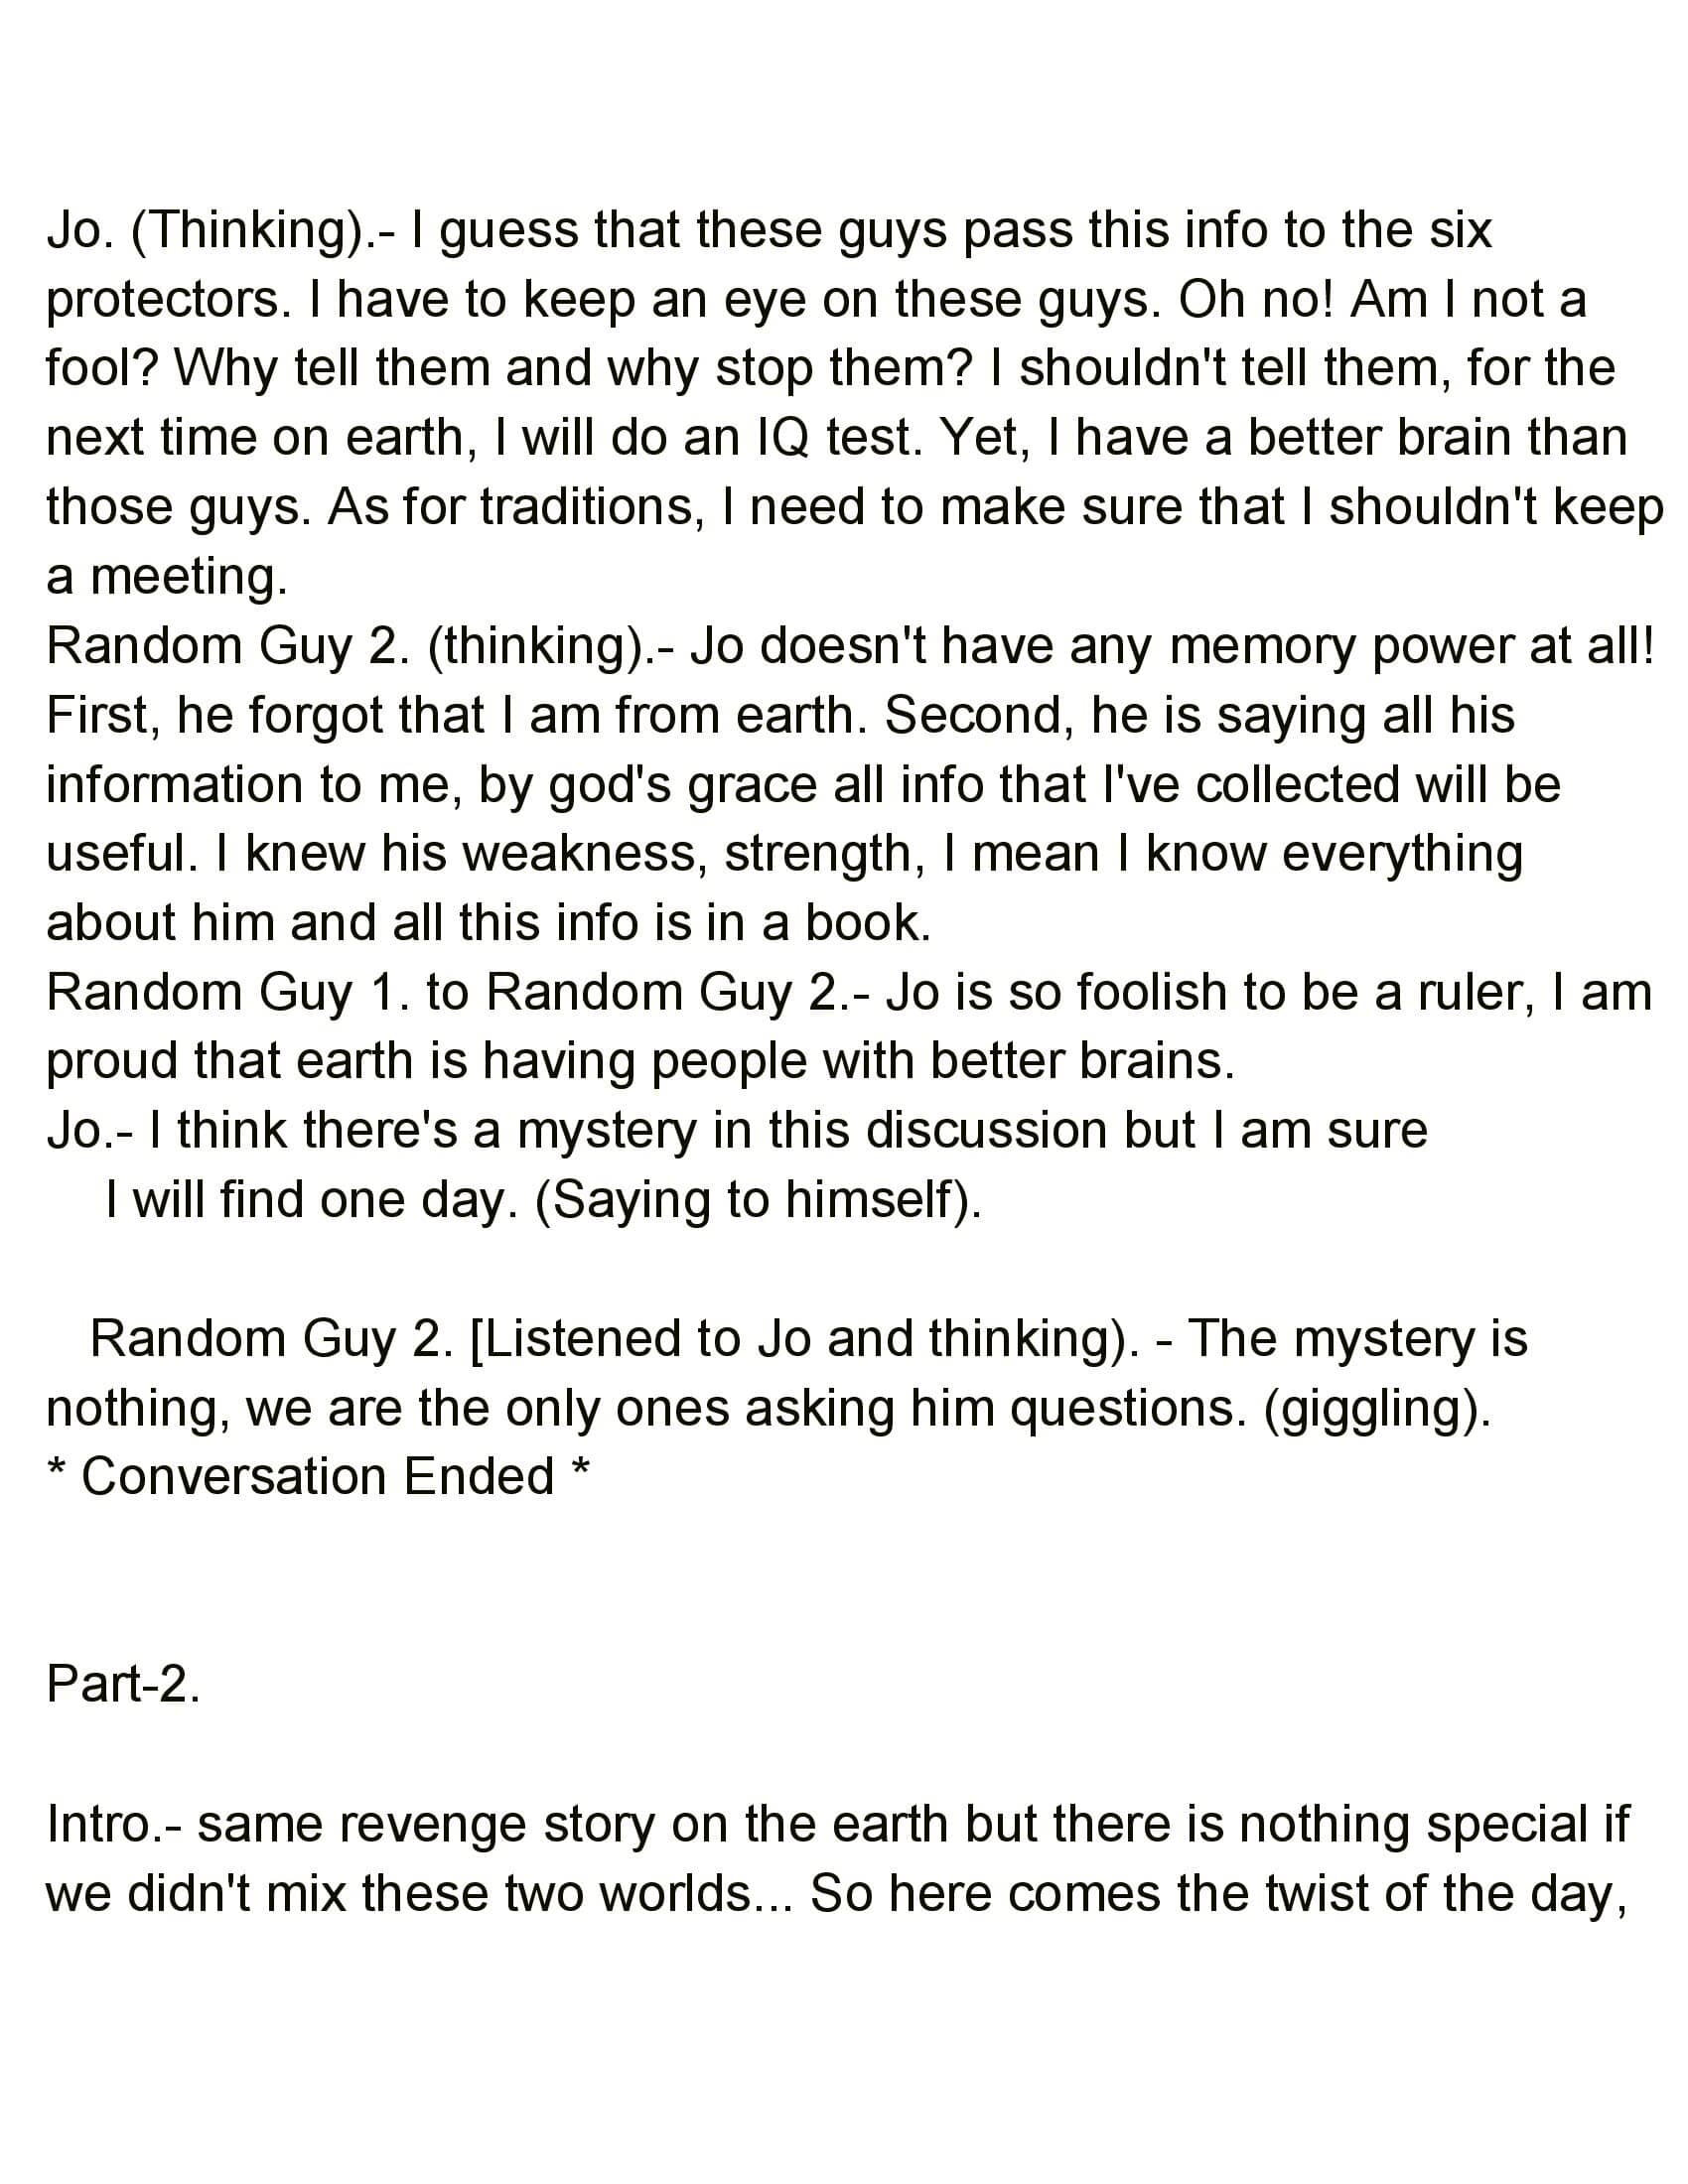 Jo. (Thinking).- I guess that these guys pass this info to the six
protectors. I have to keep an eye on these guys. Oh no! Am I not a
fool? Why tell them and why stop them? I shouldn't tell them, for the
next time on earth, I will do an IQ test. Yet, I have a better brain than
those guys. As for traditions, I need to make sure that I shouldn't keep
a meeting.
Random Guy 2. (thinking).- Jo doesn't have any memory power at all!
First, he forgot that I am from earth. Second, he is saying all his
information to me, by god's grace all info that I've collected will be
useful. I knew his weakness, strength, I mean I know everything
about him and all this info is in a book.
Random Guy 1. to Random Guy 2.- Jo is so foolish to be a ruler, I am
proud that earth is having people with better brains.
Jo.- I think there's a mystery in this discussion but I am sure
I will find one day. (Saying to himself).
Random Guy 2. [Listened to Jo and thinking). - The mystery is
nothing, we are the only ones asking him questions. (giggling).
* Conversation Ended *
Part-2.
Intro.- same revenge story on the earth but there is nothing special if
we didn't mix these two worlds... So here comes the twist of the day,